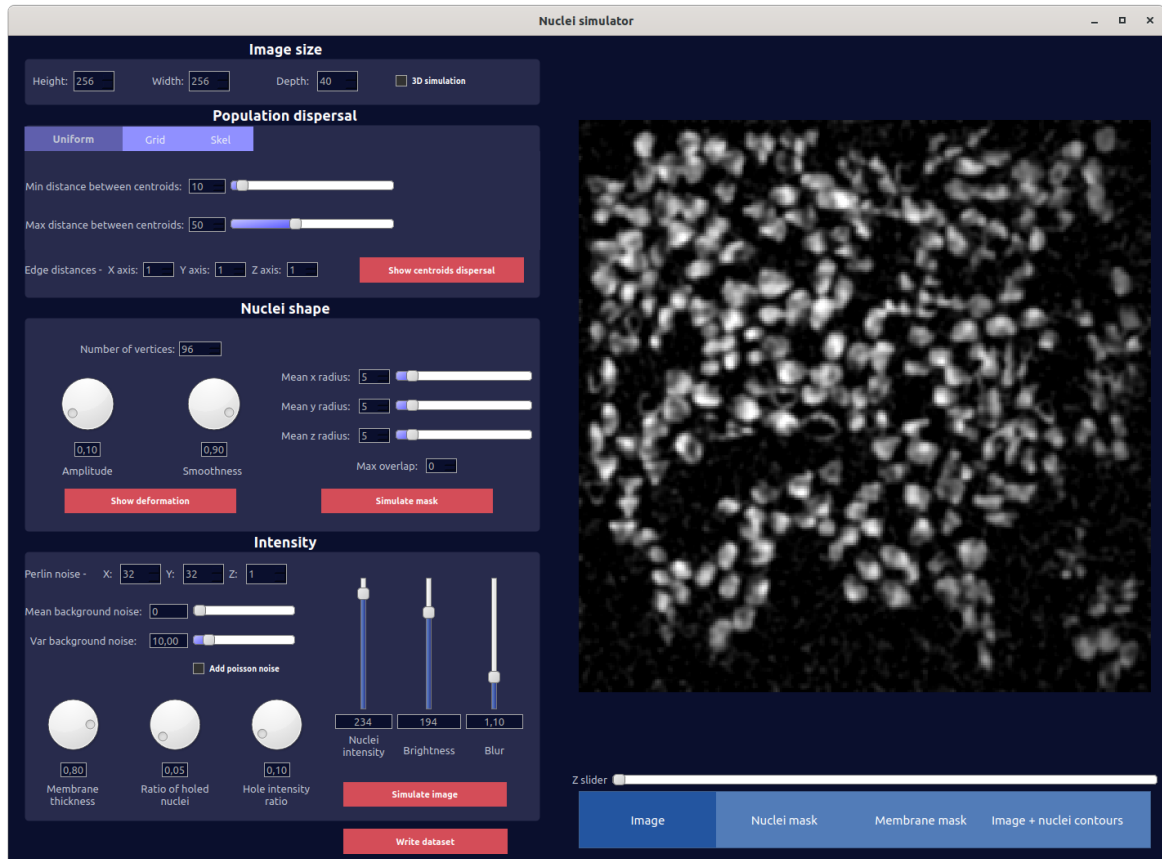 Nuclei simulator
Image size
Height: 256 Width: 256 Depth: 40 3D simulation
Population dispersal
Uniform Grid Skel
Min distance between centroids: 10
Max distance between centroids: 50
Edge distances - X axis: 1 Y axis: 1 Z axis: 1 Show centroids dispersal
Nuclei shape
Number of vertices: 96
Mean x radius: 5
Mean y radius: 5
Mean z radius: 5
0,10 0,90
Amplitude Smoothness
Max overlap: 0
Show deformation Simulate mask
Intensity
Perlin noise - X: 32 Y: 32 Z: 1
Mean background noise: 0
Var background noise: 10,00
Add poisson noise
234 194 1,10
Nuclei intensity Brightness Blur
0,80 0,05 0,10
Membrane thickness Ratio of holed nuclei Hole intensity ratio
Simulate image
Write dataset
Z slider
Image Nuclei mask Membrane mask Image + nuclei contours